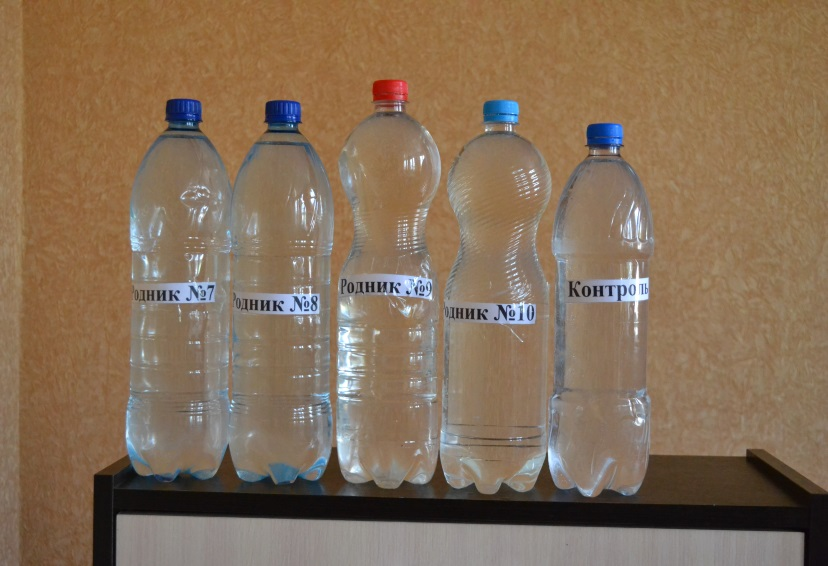 Родник №7
Родник №8
Родник №9
Родник №10
Контроль